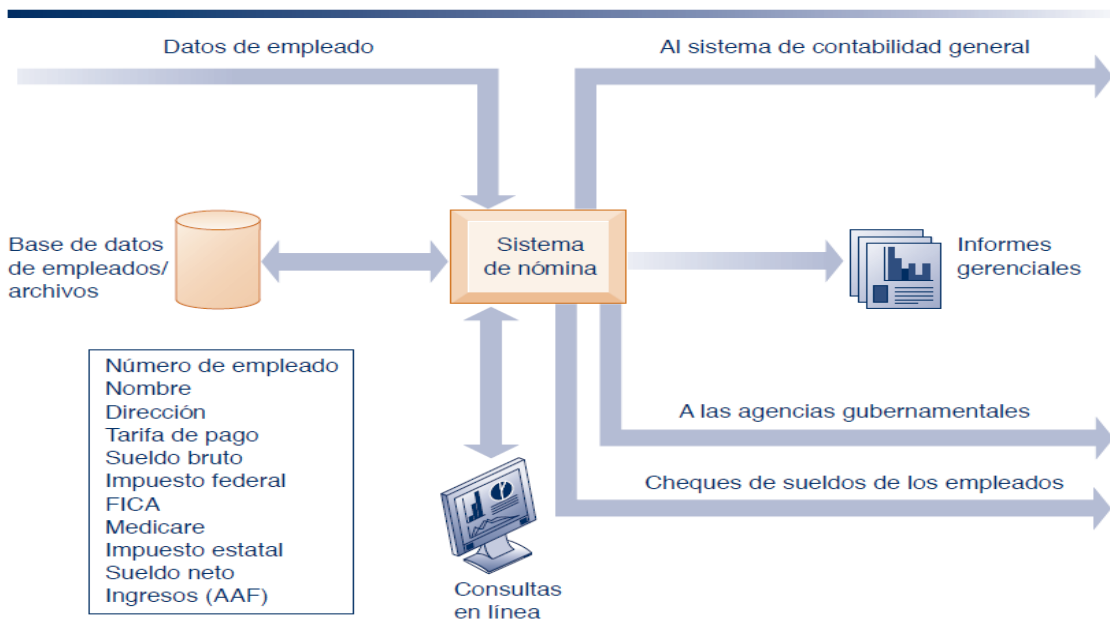 Datos de empleado
Al sistema de contabilidad general
Base de datos
de empleados/
archivos
Sistema
de nómina
Informes
gerenciales
Número de empleado
Nombre
Dirección
Tarifa de pago
Sueldo bruto
Impuesto federal
FICA
Medicare
Impuesto estatal
Sueldo neto
Ingresos (AAF)
A las agencias gubernamentales
Cheques de sueldos de los empleados
Consultas
en línea